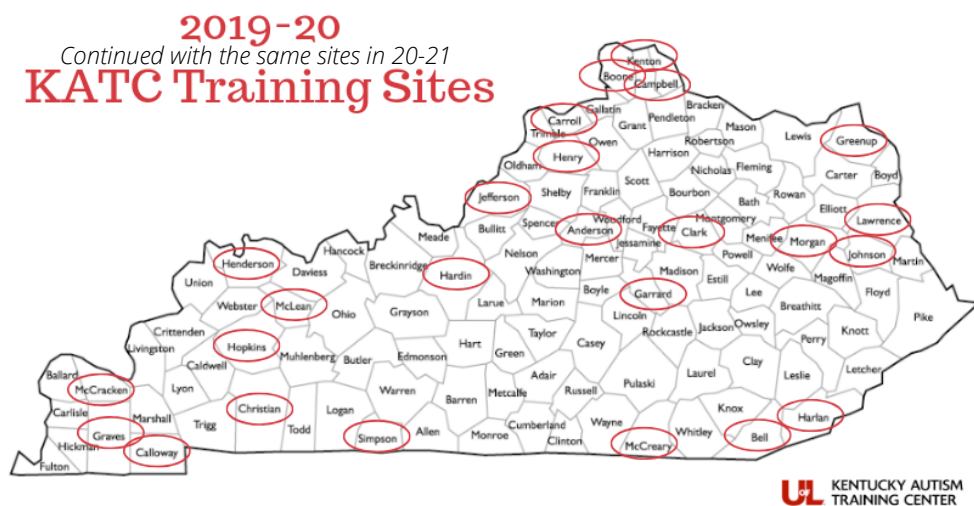 2019-20
Continued with the same sites in 20-21
KATC Training Sites
Kenton
Boone
Campbell
Bracken
Gallatin
Pendleton
Carroll
Grant
Mason
Trimble
Owen
Robertson
Lewis
Greenup
Henry
Harrison
Oldham
Nicholas
Fleming
Carter
Boyd
Scott
Jefferson
Shelby
Franklin
Bourbon
Rowan
Bath
Elliott
Spencer
Woodford
Montgomery
Lawrence
Bullitt
Anderson
Fayette
Clark
Meade
Menifee
Morgan
Jessamine
Hancock
Nelson
Mercer
Powell
Johnson
Martin
Henderson
Daviess
Breckinridge
Hardin
Washington
Madison
Estill
Wolfe
Magoffin
Union
Boyle
Garrard
Lee
Floyd
Webster
McLean
Ohio
Grayson
Larue
Marion
Lincoln
Breathitt
Pike
Crittenden
Taylor
Rockcastle
Jackson
Owsley
Knott
Livingston
Hopkins
Hart
Green
Casey
Perry
Muhlenberg
Butler
Edmonson
Clay
Caldwell
Letcher
Ballard
Adair
Laurel
Leslie
McCracken
Lyon
Warren
Barren
Metcalfe
Russell
Pulaski
Carlisle
Marshall
Christian
Logan
Knox
Harlan
Trigg
Cumberland
Wayne
Graves
Todd
Simpson
Allen
Monroe
Whitley
Bell
Hickman
Calloway
Clinton
McCreary
Fulton
UofL
KENTUCKY AUTISM
TRAINING CENTER